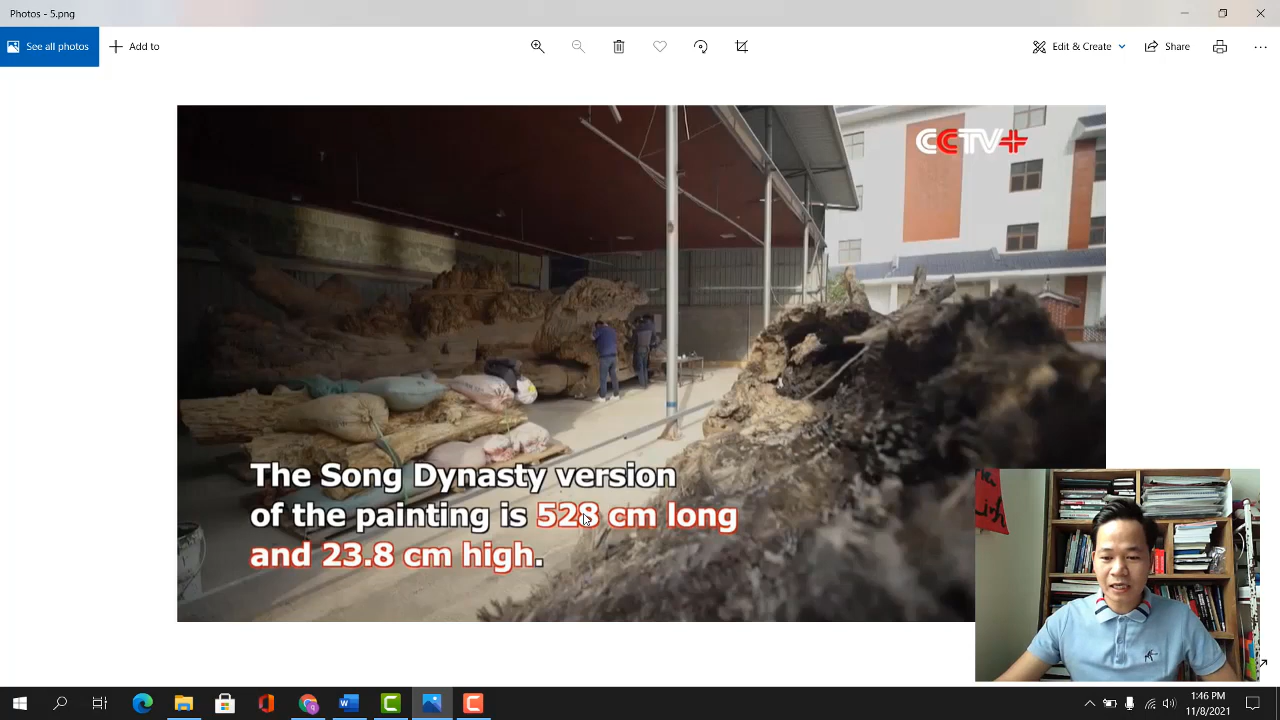 Photos - 5.png
See all photos
Add to
Edit & Create
Share
CCTV+
The Song Dynasty version
of the painting is 528 cm long
and 23.8 cm high.
1:46 PM
11/8/2021